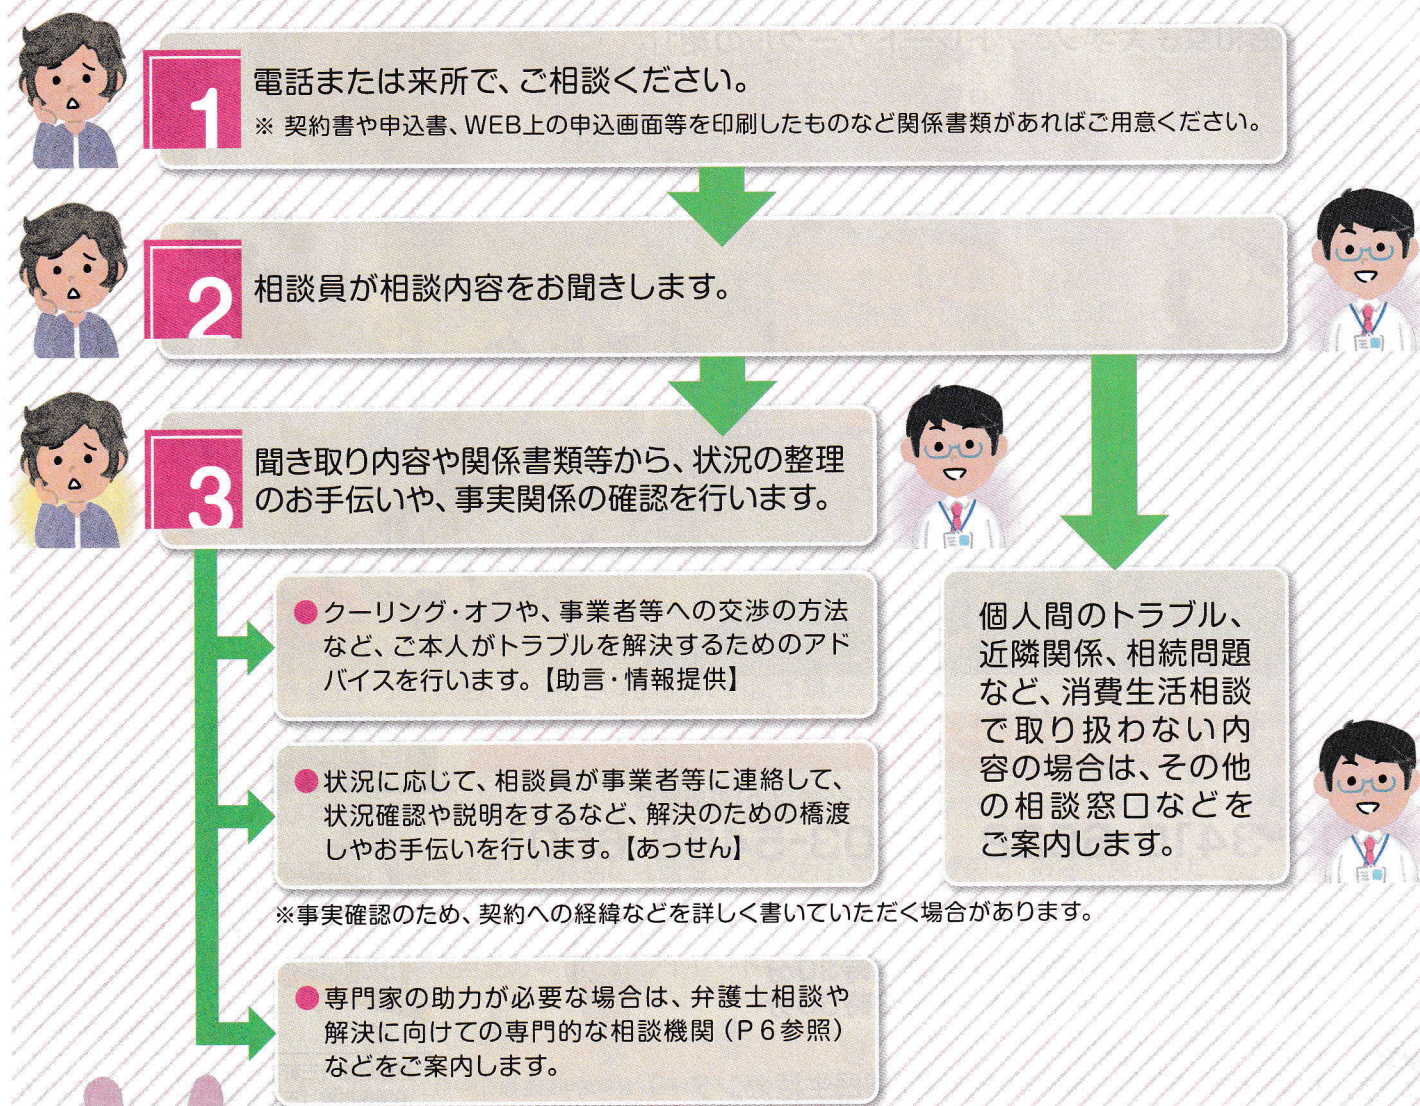 1
電話または来所で、ご相談ください。
※ 契約書や申込書、WEB上の申込画面等を印刷したものなど関係書類があればご用意ください。
2
相談員が相談内容をお聞きします。
3
聞き取り内容や関係書類等から、状況の整理
のお手伝いや、事実関係の確認を行います。
●クーリング・オフや、事業者等への交渉の方法
など、ご本人がトラブルを解決するためのアド
バイスを行います。【助言・情報提供】
●状況に応じて、相談員が事業者等に連絡して、
状況確認や説明をするなど、解決のための橋渡
しやお手伝いを行います。【あっせん】
※事実確認のため、契約への経緯などを詳しく書いていただく場合があります。
●専門家の助力が必要な場合は、弁護士相談や
解決に向けての専門的な相談機関（P６参照）
などをご案内します。
個人間のトラブル、
近隣関係、相続問題
など、消費生活相談
で取り扱わない内
容の場合は、その他
の相談窓口などを
ご案内します。